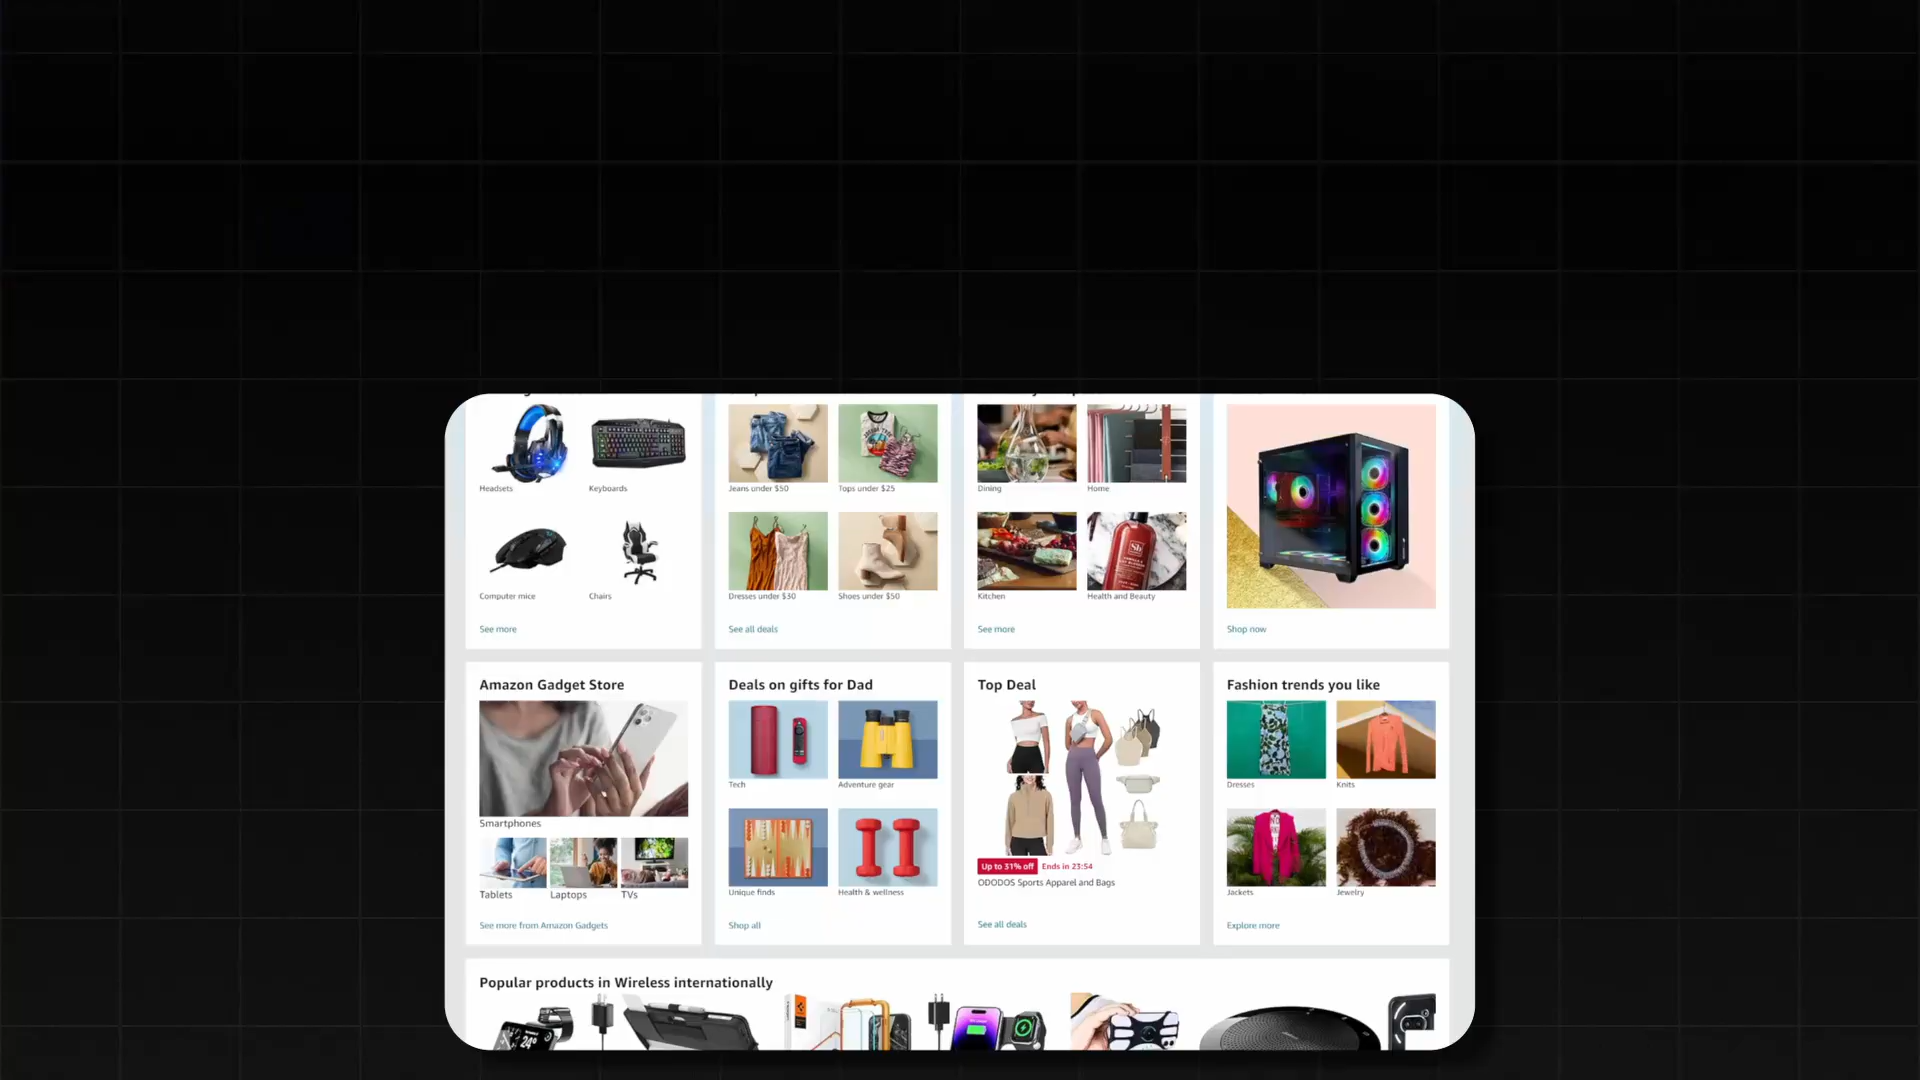 Headsets Keyboards
Jeans under $50 Tops under $25
Dining Home
Computer mice Chairs
Dresses under $30 Shoes under $50
Kitchen Health and Beauty
See more
See all deals
See more
Shop now
Amazon Gadget Store
Smartphones
Tablets Laptops TVs
See more from Amazon Gadgets
Deals on gifts for Dad
Tech Adventure gear
Unique finds Health & wellness
Shop all
Top Deal
Up to 31% off Ends in 23:54
ODODOS Sports Apparel and Bags
See all deals
Fashion trends you like
Dresses Knits
Jackets Jewelry
Explore more
Popular products in Wireless internationally
24°